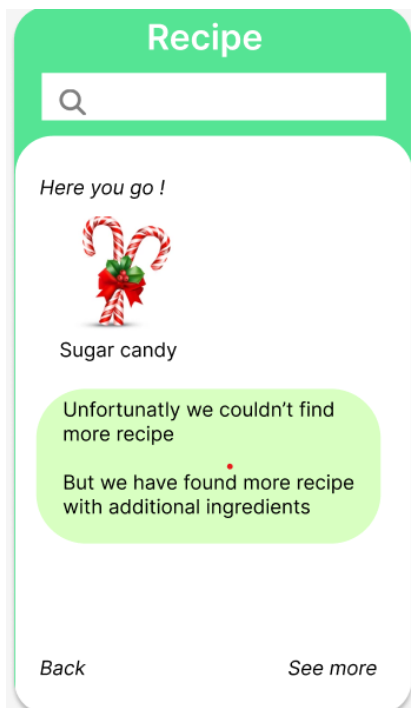 Recipe
Here you go !
Sugar candy
Unfortunatly we couldn't find
more recipe
But we have found more recipe
with additional ingredients
Back
See more